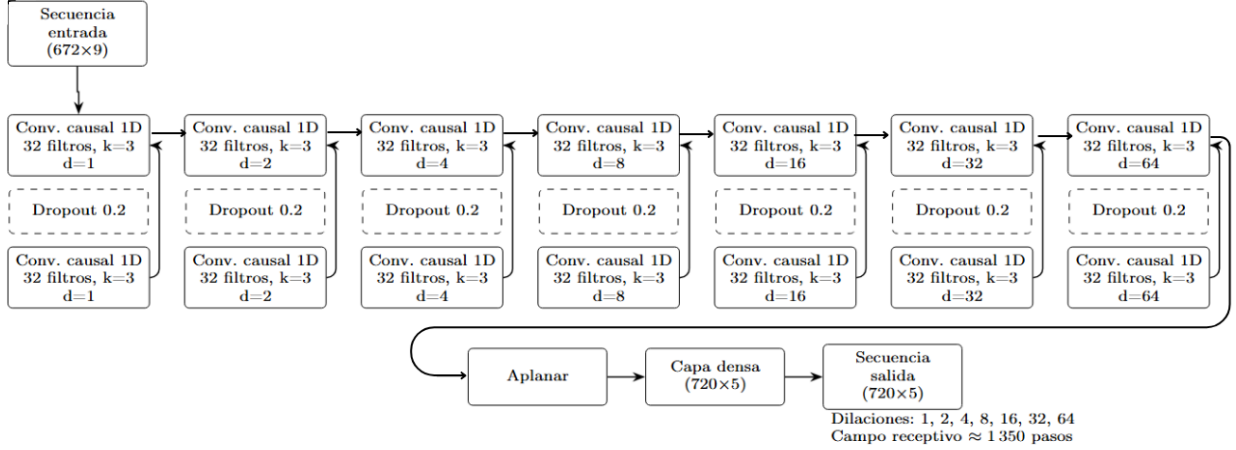 Secuencia
entrada
(672×9)
Conv. causal 1D
32 filtros, k=3
d=1
Dropout 0.2
Conv. causal 1D
32 filtros, k=3
d=1
Conv. causal 1D
32 filtros, k=3
d=2
Dropout 0.2
Conv. causal 1D
32 filtros, k=3
d=2
Conv. causal 1D
32 filtros, k=3
d=4
Dropout 0.2
Conv. causal 1D
32 filtros, k=3
d=4
Conv. causal 1D
32 filtros, k=3
d=8
Dropout 0.2
Conv. causal 1D
32 filtros, k=3
d=8
Conv. causal 1D
32 filtros, k=3
d=16
Dropout 0.2
Conv. causal 1D
32 filtros, k=3
d=16
Conv. causal 1D
32 filtros, k=3
d=32
Dropout 0.2
Conv. causal 1D
32 filtros, k=3
d=32
Conv. causal 1D
32 filtros, k=3
d=64
Dropout 0.2
Conv. causal 1D
32 filtros, k=3
d=64
Aplanar
Capa densa
(720×5)
Secuencia
salida
(720×5)
Dilaciones: 1, 2, 4, 8, 16, 32, 64
Campo receptivo ≈ 1 350 pasos